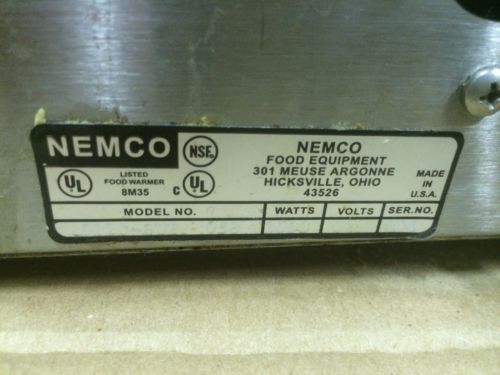 NEMCO
NSF.
UL
LISTED
FOOD WARMER
8M35
C UL
NEMCO
FOOD EQUIPMENT
301 MEUSE ARGONNE
HICKSVILLE, OHIO
43526
MADE
IN
U.S.A.
MODEL NO. WATTS VOLTS SER.NO.